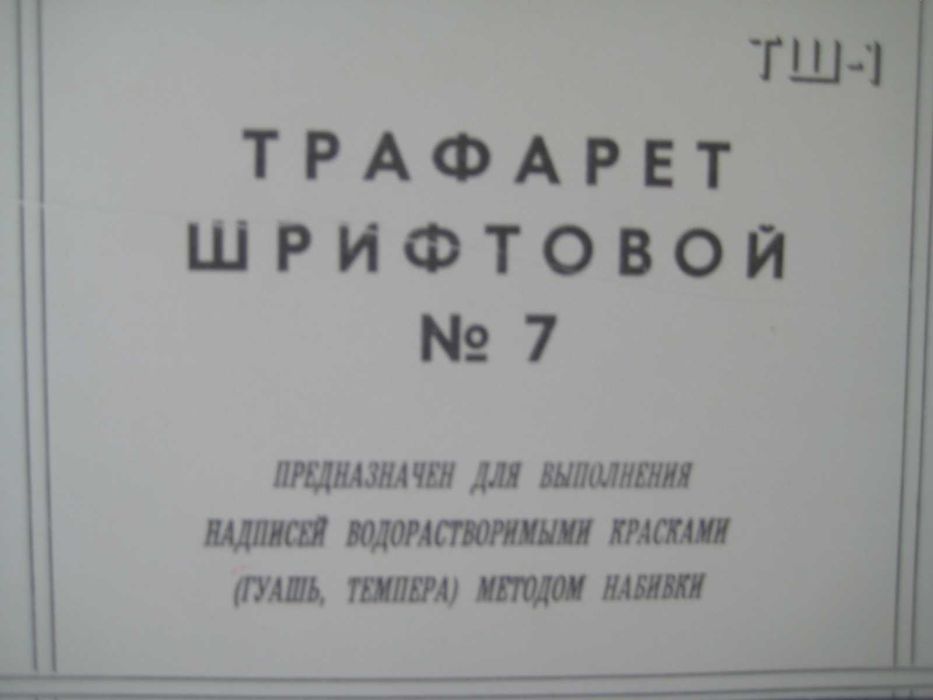 ТШ-1
ТРАФАРЕТ
ШРИФТОВОЙ
№ 7
ПРЕДНАЗНАЧЕН ДЛЯ ВЫПОЛНЕНИЯ
НАДПИСЕЙ ВОДОРАСТВОРИМЫМИ КРАСКАМИ
(ГУАШЬ, ТЕМПЕРА) МЕТОДОМ НАБИВКИ